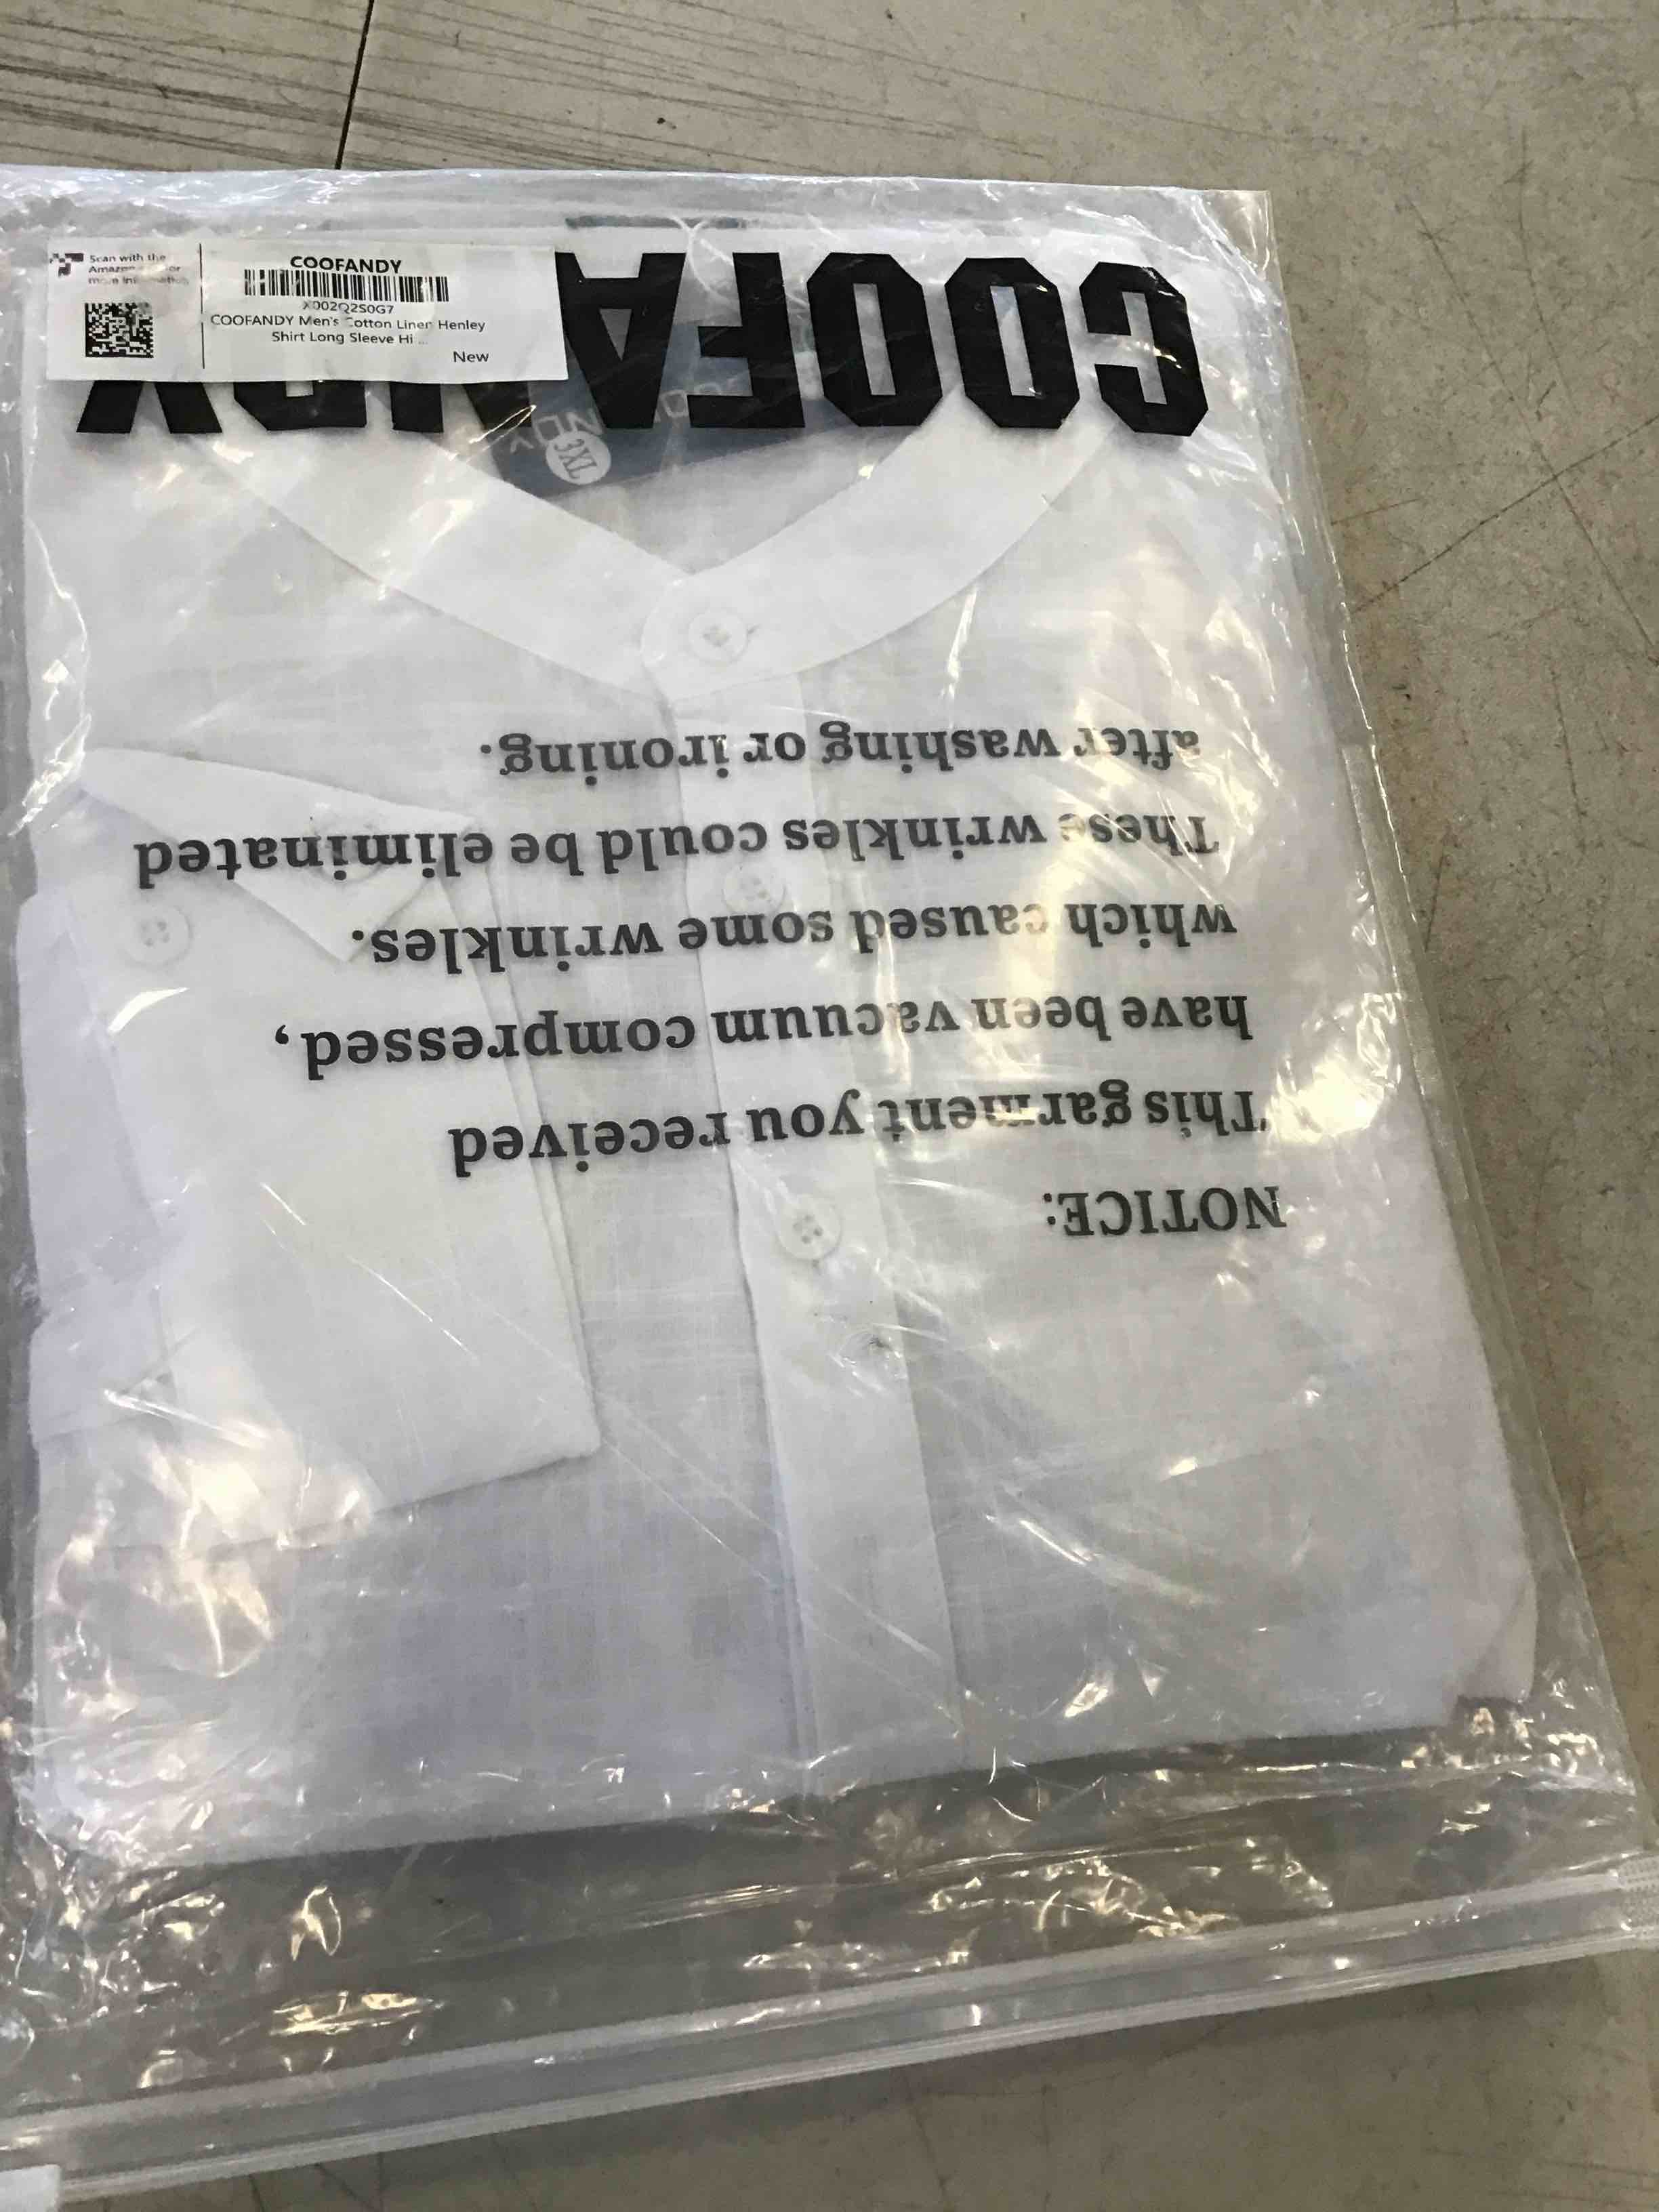 Scan with the
Amazon
more
COOFANDY
X002Q2S0G7
COOFANDY Men's Cotton Linen Henley
Shirt Long Sleeve Hi ...
New
COOFANDY
3XL
NOTICE:
This garment you received
have been vacuum compressed,
which caused some wrinkles.
These wrinkles could be eliminated
after washing or ironing.